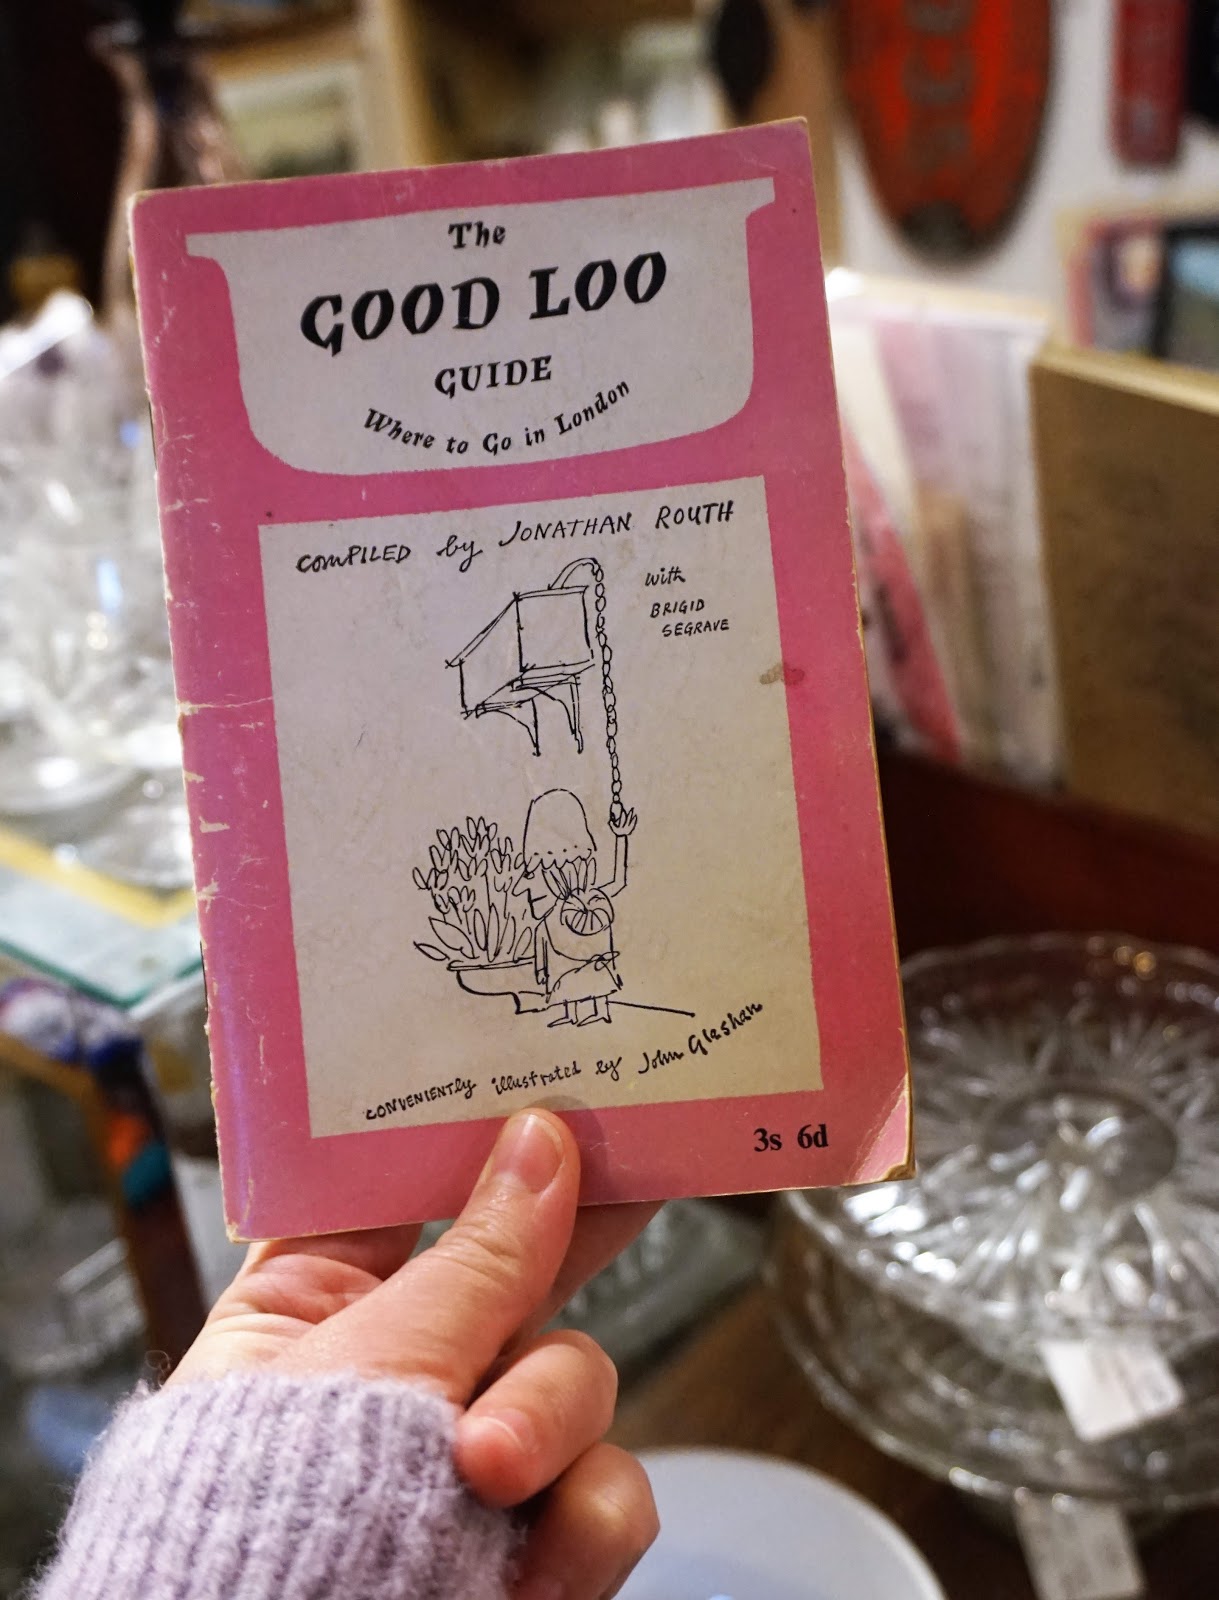 The
GOOD LOO
GUIDE
Where to Go in London
COMPILED by JONATHAN ROUTH
with
BRIGID
SEGRAVE
CONVENIENTLY illustrated by John Glashan
3s 6d